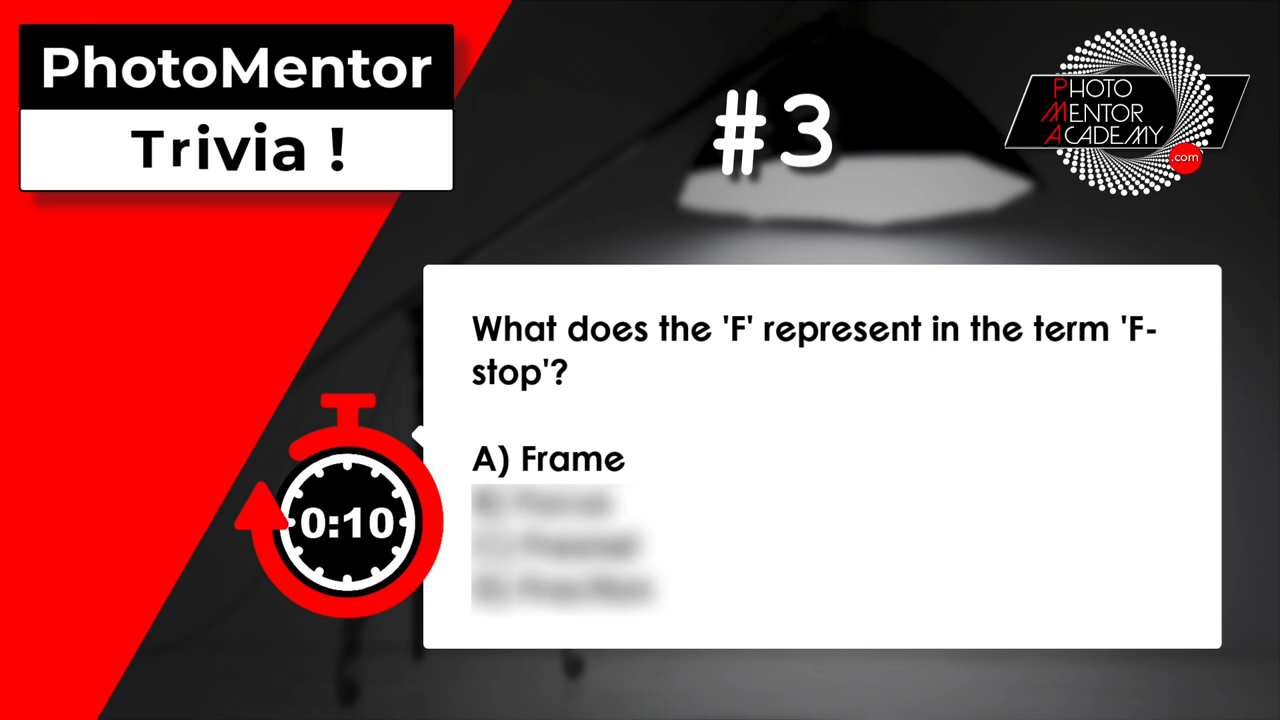 PhotoMentor
Trivia !
#3
PHOTO
MENTOR
ACADEMY
.com
What does the 'F' represent in the term 'F-
stop'?
A) Frame
0:10